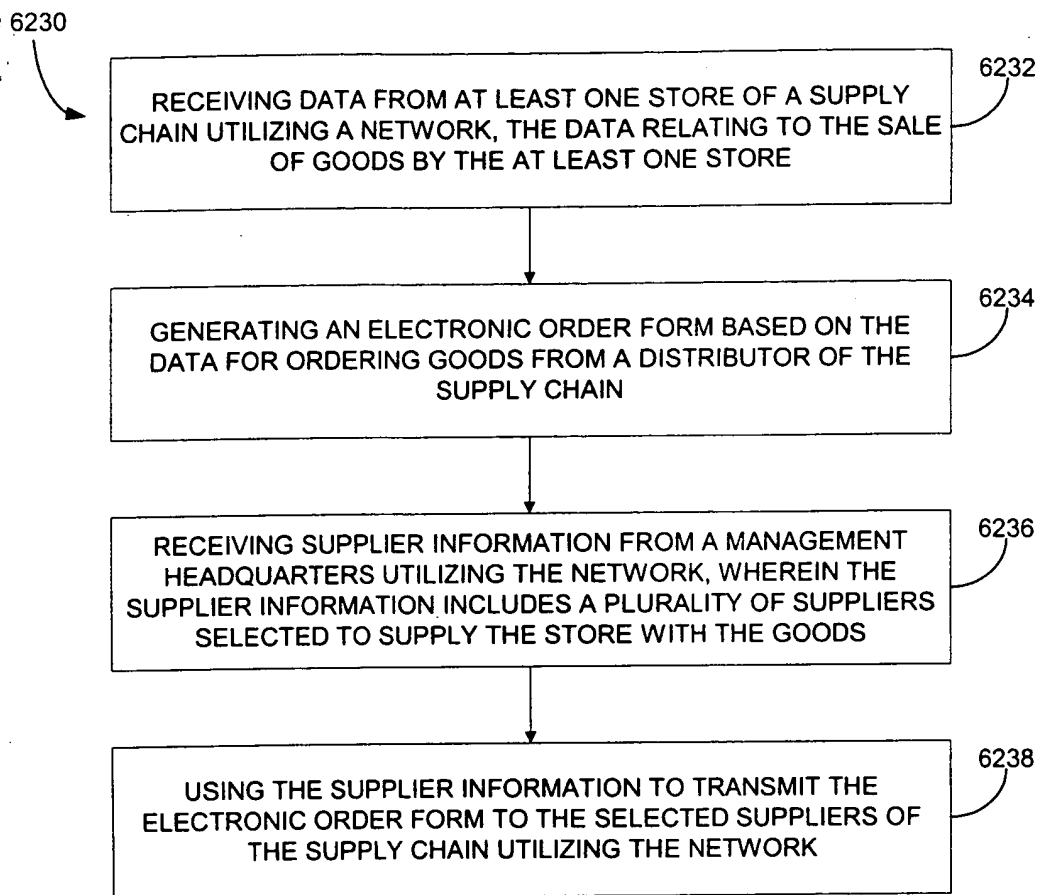 6230
6232
RECEIVING DATA FROM AT LEAST ONE STORE OF A SUPPLY
CHAIN UTILIZING A NETWORK, THE DATA RELATING TO THE SALE
OF GOODS BY THE AT LEAST ONE STORE
6234
GENERATING AN ELECTRONIC ORDER FORM BASED ON THE
DATA FOR ORDERING GOODS FROM A DISTRIBUTOR OF THE
SUPPLY CHAIN
6236
RECEIVING SUPPLIER INFORMATION FROM A MANAGEMENT
HEADQUARTERS UTILIZING THE NETWORK, WHEREIN THE
SUPPLIER INFORMATION INCLUDES A PLURALITY OF SUPPLIERS
SELECTED TO SUPPLY THE STORE WITH THE GOODS
6238
USING THE SUPPLIER INFORMATION TO TRANSMIT THE
ELECTRONIC ORDER FORM TO THE SELECTED SUPPLIERS OF
THE SUPPLY CHAIN UTILIZING THE NETWORK